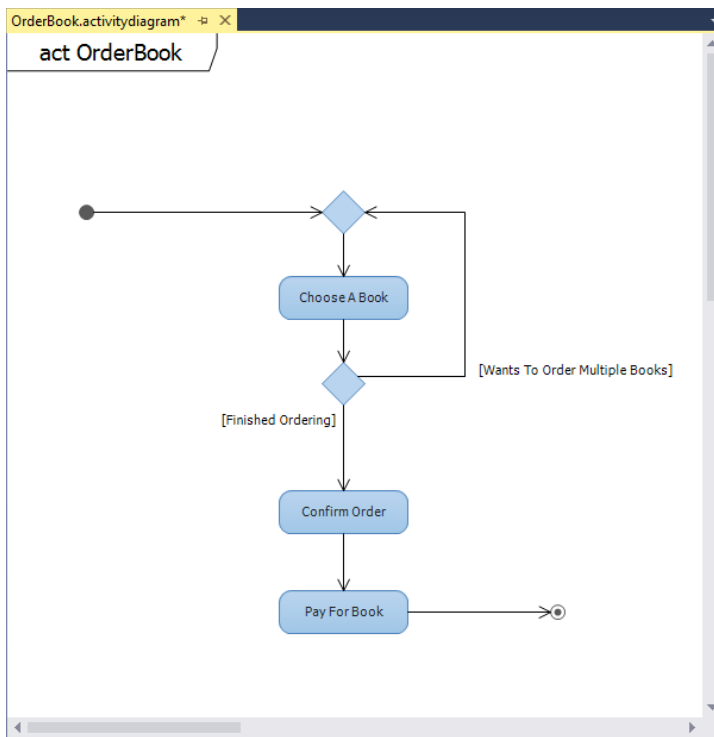 OrderBook.activitydiagram*
act OrderBook
Choose A Book
[Wants To Order Multiple Books]
[Finished Ordering]
Confirm Order
Pay For Book